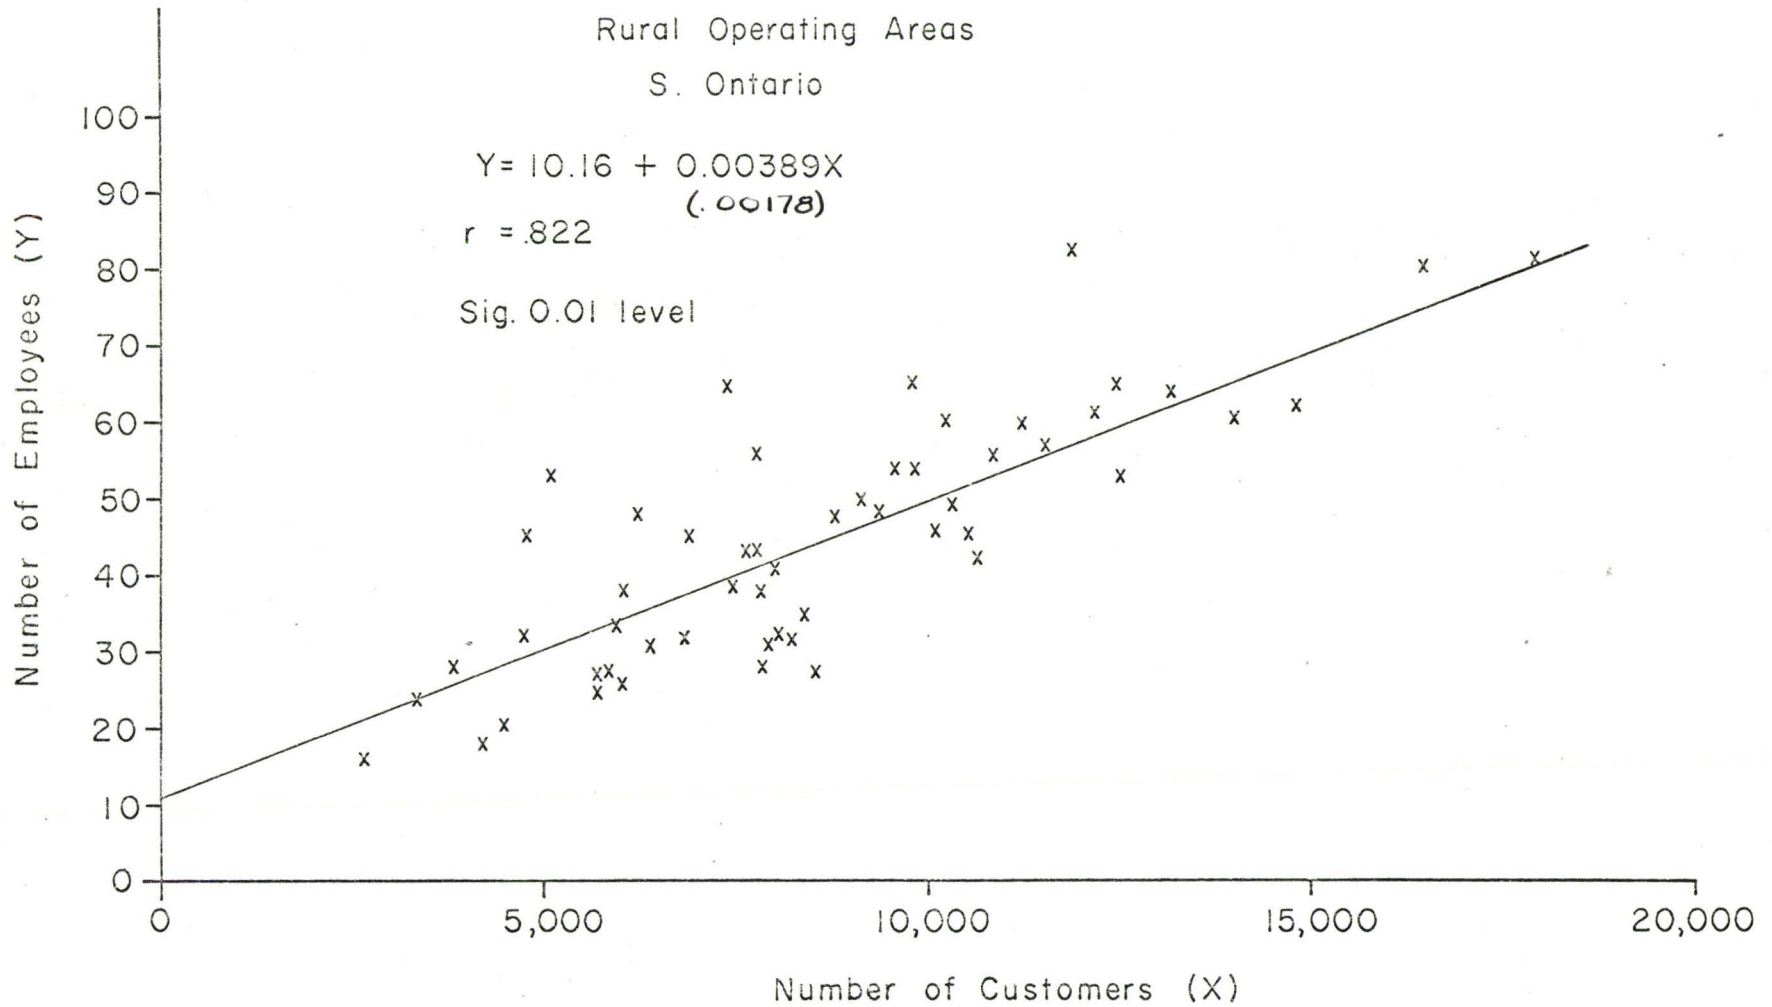 Rural Operating Areas
S. Ontario
Y= 10.16 + 0.00389X
(.00178)
r =.822
Sig. 0.01 level
Number of Employees (Y)
100
90
80
70
60
50
40
30
20
10
0
0 5,000 10,000 15,000 20,000
Number of Customers (X)